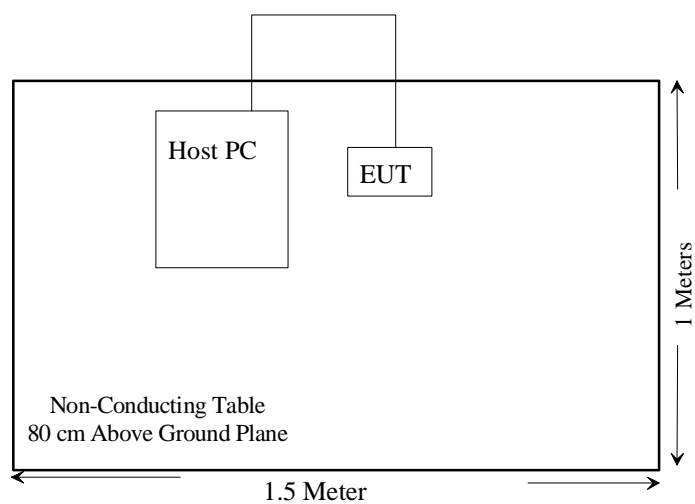 Host PC
EUT
1 Meters
Non-Conducting Table
80 cm Above Ground Plane
1.5 Meter